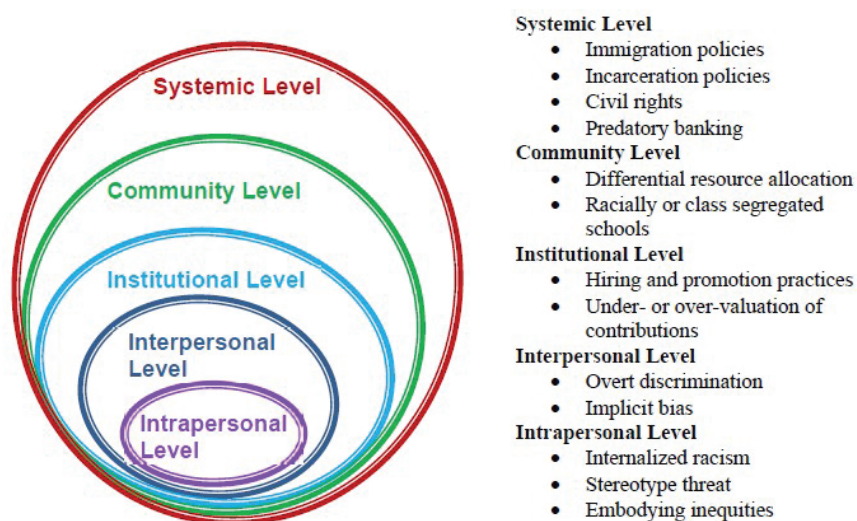 Systemic Level
Community Level
Institutional Level
Interpersonal
Level
Intrapersonal
Level
Systemic Level
• Immigration policies
• Incarceration policies
• Civil rights
• Predatory banking
Community Level
• Differential resource allocation
• Racially or class segregated
schools
Institutional Level
• Hiring and promotion practices
• Under- or over-valuation of
contributions
Interpersonal Level
• Overt discrimination
• Implicit bias
Intrapersonal Level
• Internalized racism
• Stereotype threat
• Embodying inequities